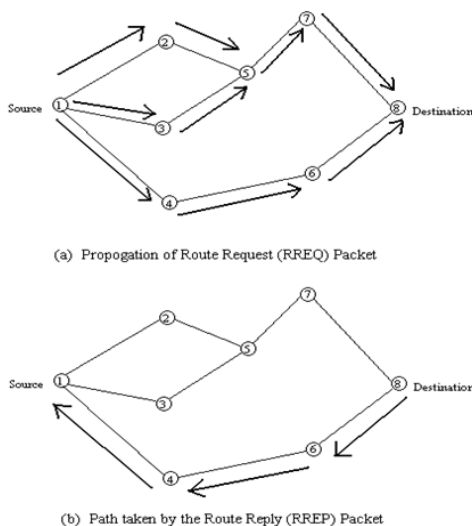 7
2
5
Source
1
8
Destination
3
6
4
(a) Propogation of Route Request (RREQ) Packet
7
2
5
Source
1
8
Destination
3
6
4
(b) Path taken by the Route Reply (RREP) Packet